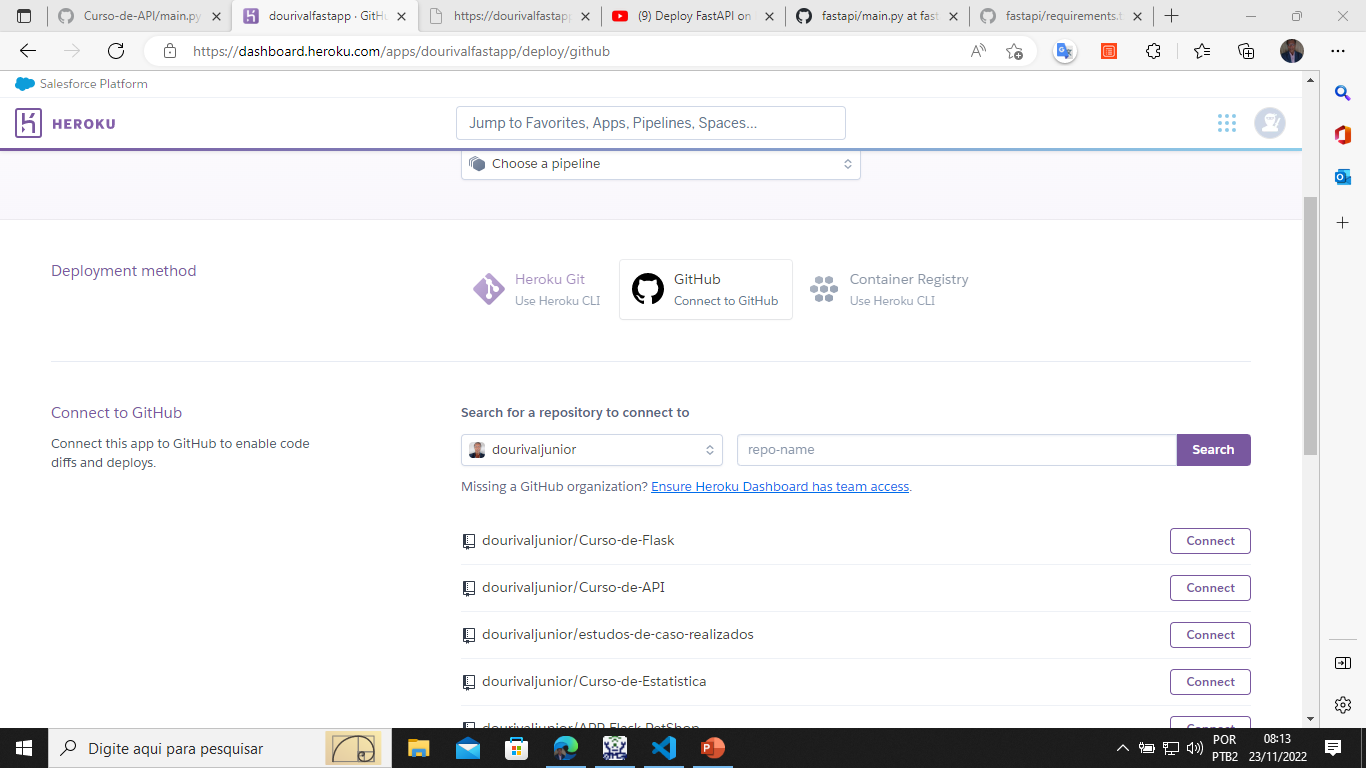 Curso-de-API/main.py
dourivalfastapp · GitHu
https://dourivalfastapp
(9) Deploy FastAPI on
fastapi/main.py at fast
fastapi/requirements.t
https://dashboard.heroku.com/apps/dourivalfastapp/deploy/github
Salesforce Platform
HEROKU
Jump to Favorites, Apps, Pipelines, Spaces...
Choose a pipeline
Deployment method
Heroku Git
Use Heroku CLI
GitHub
Connect to GitHub
Container Registry
Use Heroku CLI
Connect to GitHub
Connect this app to GitHub to enable code
diffs and deploys.
Search for a repository to connect to
dourivaljunior
repo-name
Search
Missing a GitHub organization? Ensure Heroku Dashboard has team access.
dourivaljunior/Curso-de-Flask
Connect
dourivaljunior/Curso-de-API
Connect
dourivaljunior/estudos-de-caso-realizados
Connect
dourivaljunior/Curso-de-Estatistica
Connect
dourivaljunior/APP-Flask-PetShop
Connect
Digite aqui para pesquisar
POR
PTB2
08:13
23/11/2022